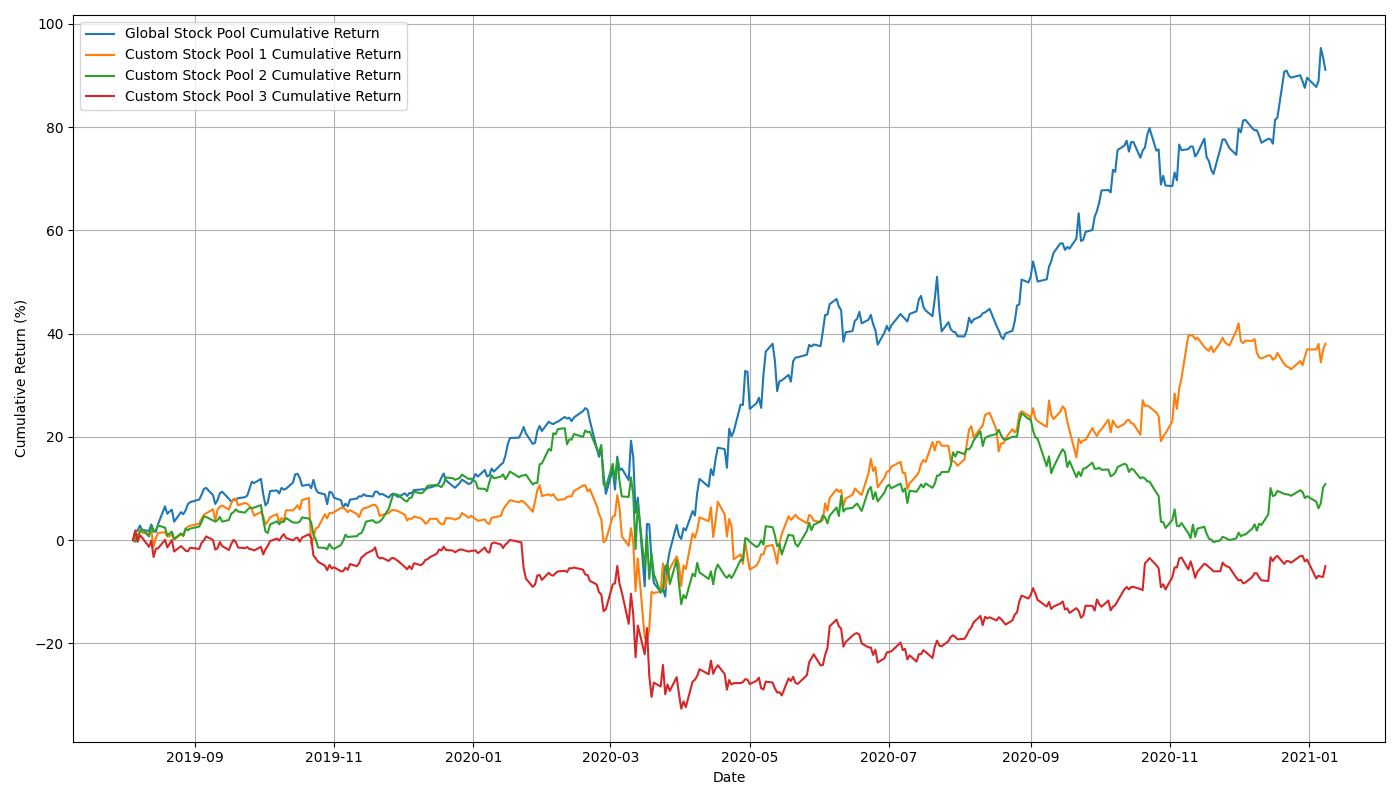 Global Stock Pool Cumulative Return
Custom Stock Pool 1 Cumulative Return
Custom Stock Pool 2 Cumulative Return
Custom Stock Pool 3 Cumulative Return
100
80
60
40
20
0
−20
Cumulative Return (%)
2019-09 2019-11 2020-01 2020-03 2020-05 2020-07 2020-09 2020-11 2021-01
Date